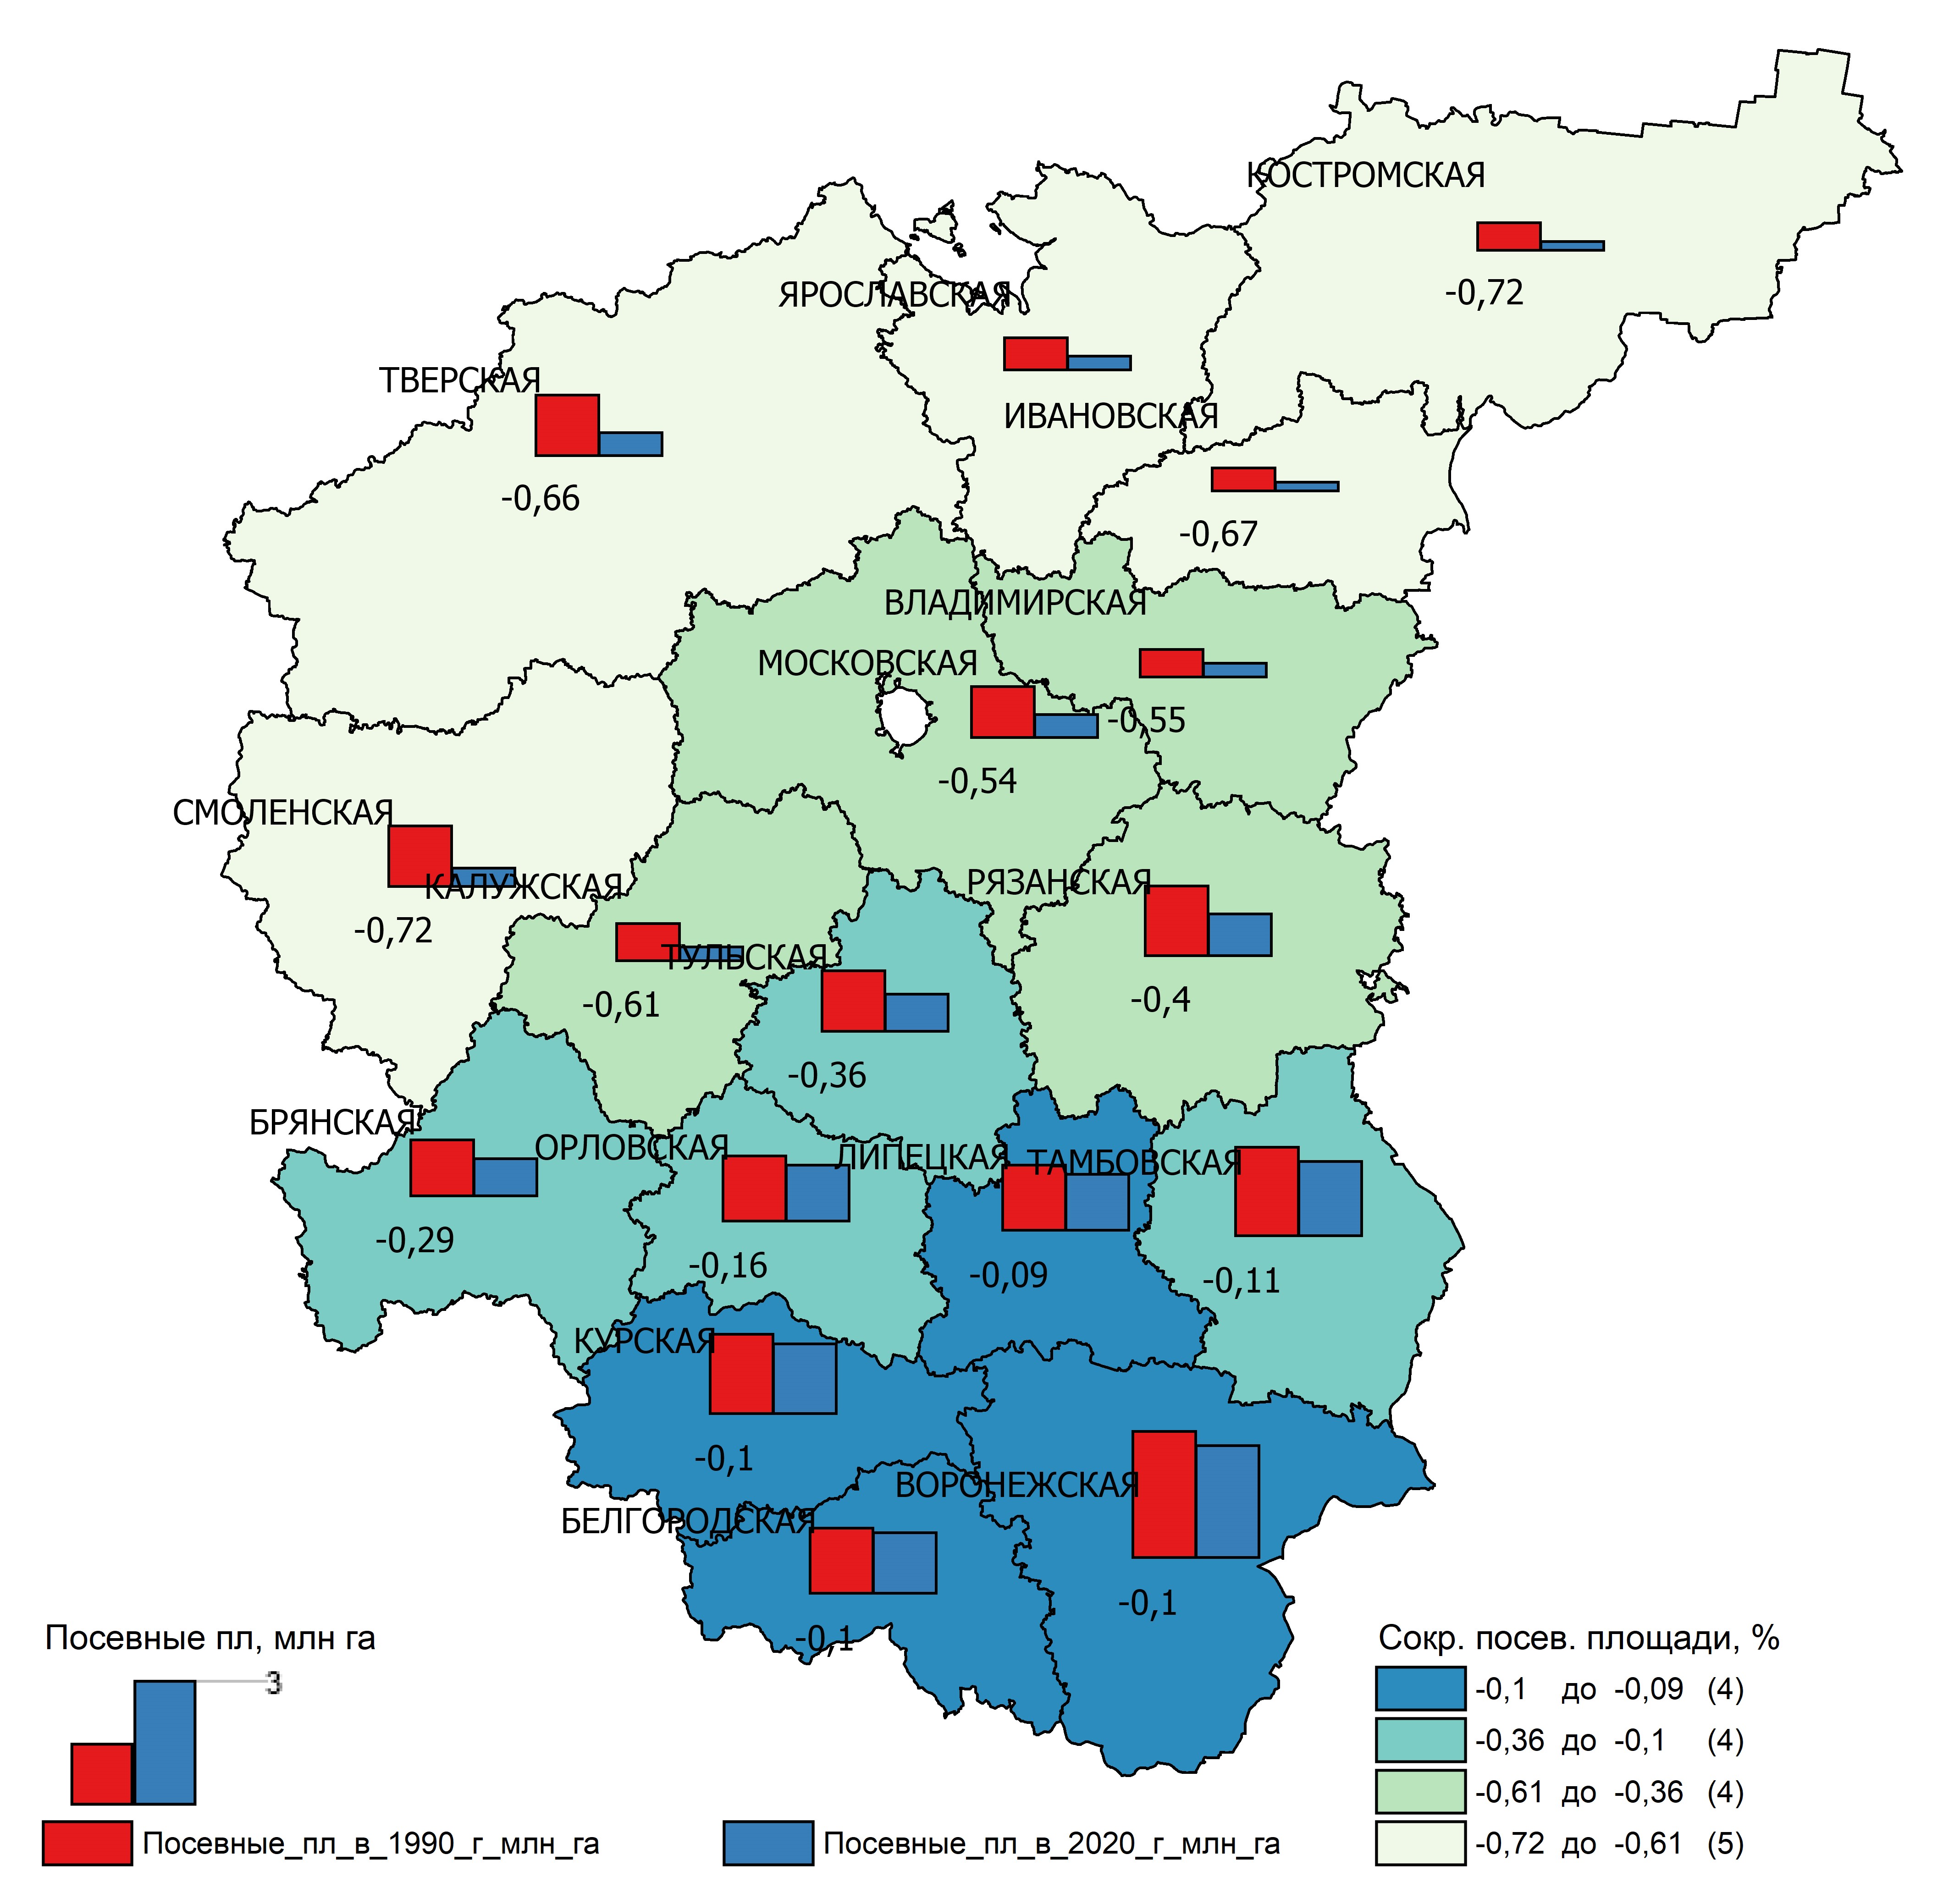 КОСТРОМСКАЯ
-0,72
ЯРОСЛАВСКАЯ
ТВЕРСКАЯ
-0,66
ИВАНОВСКАЯ
-0,67
ВЛАДИМИРСКАЯ
МОСКОВСКАЯ
-0,55
-0,54
СМОЛЕНСКАЯ
-0,72
КАЛУЖСКАЯ
РЯЗАНСКАЯ
-0,4
ТУЛЬСКАЯ
-0,61
-0,36
БРЯНСКАЯ
-0,29
ОРЛОВСКАЯ
-0,16
ЛИПЕЦКАЯ
-0,09
ТАМБОВСКАЯ
-0,11
КУРСКАЯ
-0,1
ВОРОНЕЖСКАЯ
-0,1
БЕЛГОРОДСКАЯ
-0,1
Посевные пл, млн га
3
Посевные_пл_в_1990_г_млн_га
Посевные_пл_в_2020_г_млн_га
Сокр. посев. площади, %
-0,1 до -0,09 (4)
-0,36 до -0,1 (4)
-0,61 до -0,36 (4)
-0,72 до -0,61 (5)